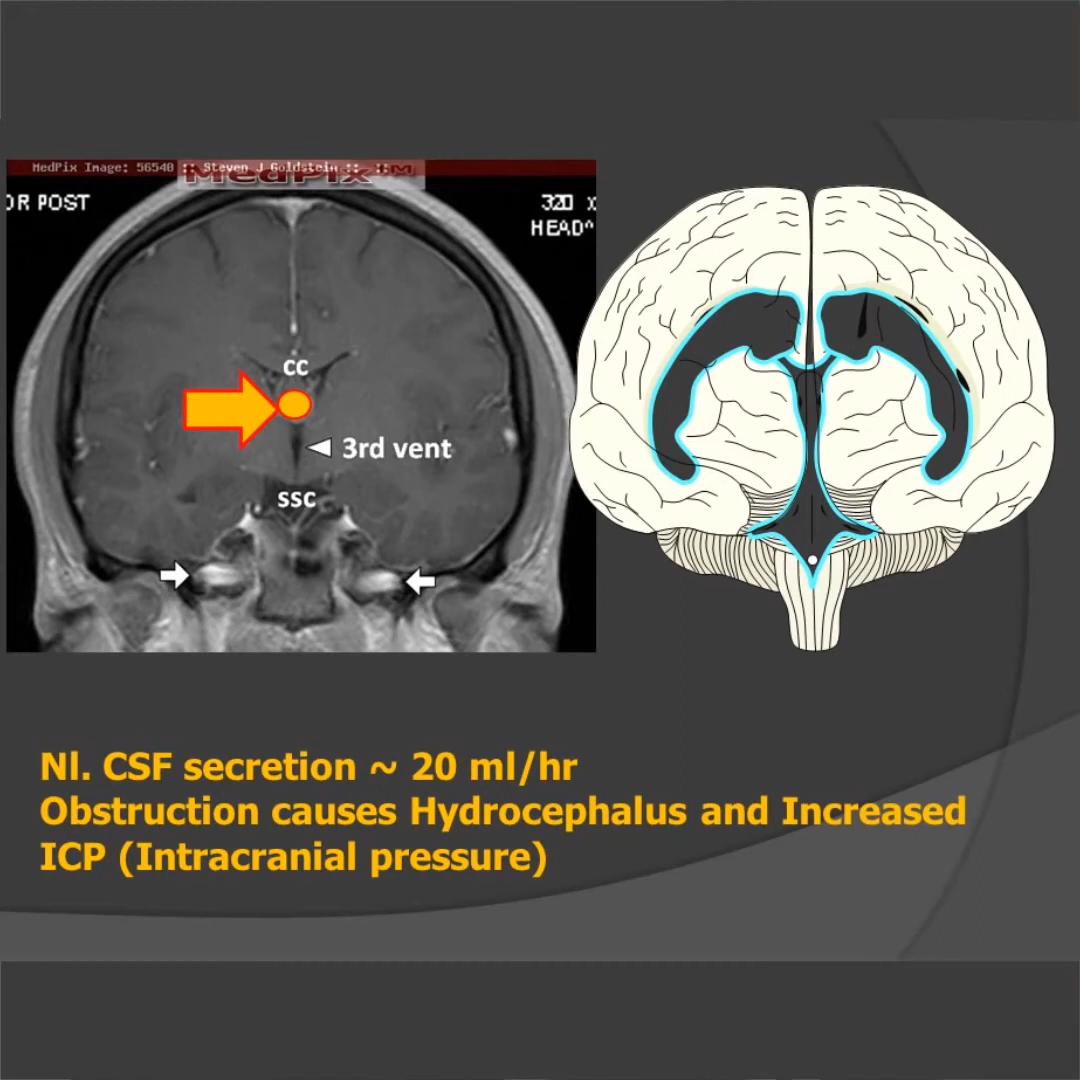 MedPix Image: 56540 :: Steven J Goldstein :: ::
MedPix™
OR POST
320 x
HEAD^
cc
3rd vent
ssc
Nl. CSF secretion ~ 20 ml/hr
Obstruction causes Hydrocephalus and Increased
ICP (Intracranial pressure)